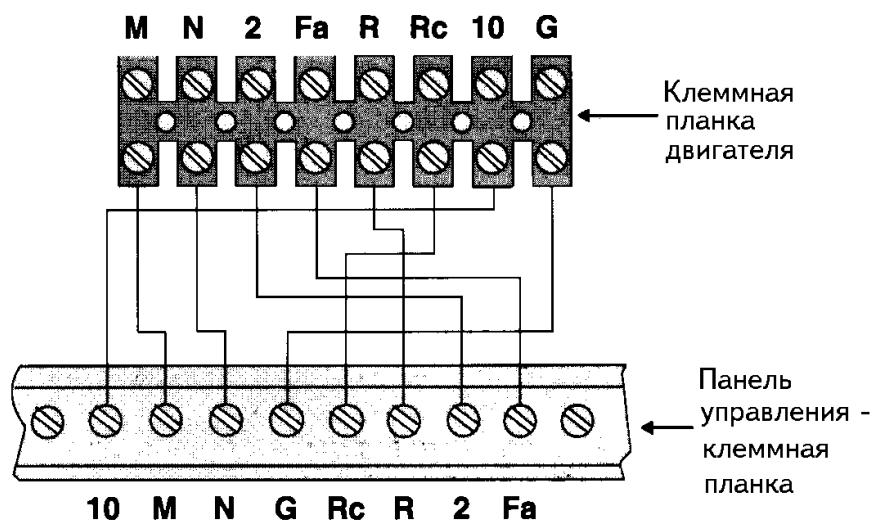 M N 2 Fa R Rc 10 G
Клеммная
планка
двигателя
Панель
управления -
клеммная
планка
10 M N G Rc R 2 Fa